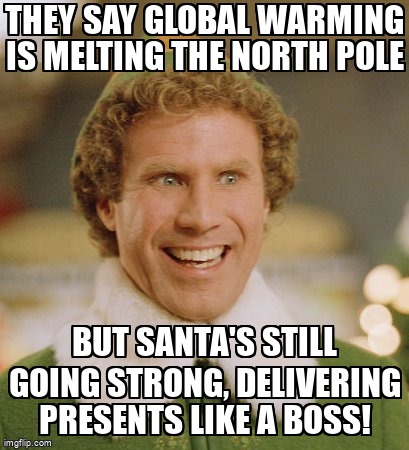 THEY SAY GLOBAL WARMING
IS MELTING THE NORTH POLE
BUT SANTA'S STILL
GOING STRONG, DELIVERING
PRESENTS LIKE A BOSS!
imgflip.com